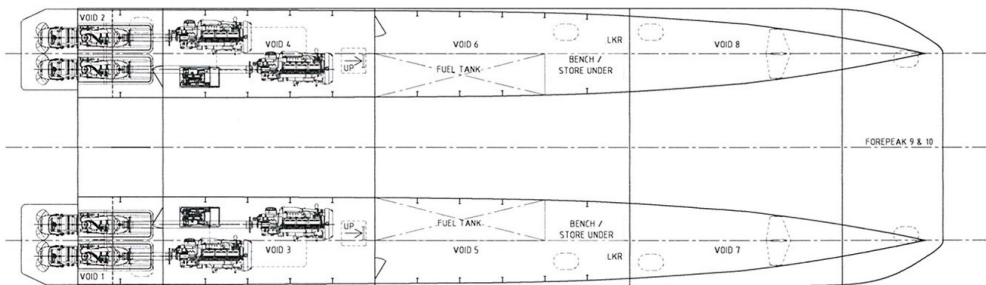 VOID 2
VOID 4
UP
VOID 6
FUEL TANK
LKR
BENCH /
STORE UNDER
VOID 8
FOREPEAK 9 & 10
FUEL TANK
UP
BENCH /
STORE UNDER
VOID 3
VOID 5
LKR
VOID 7
VOID 1